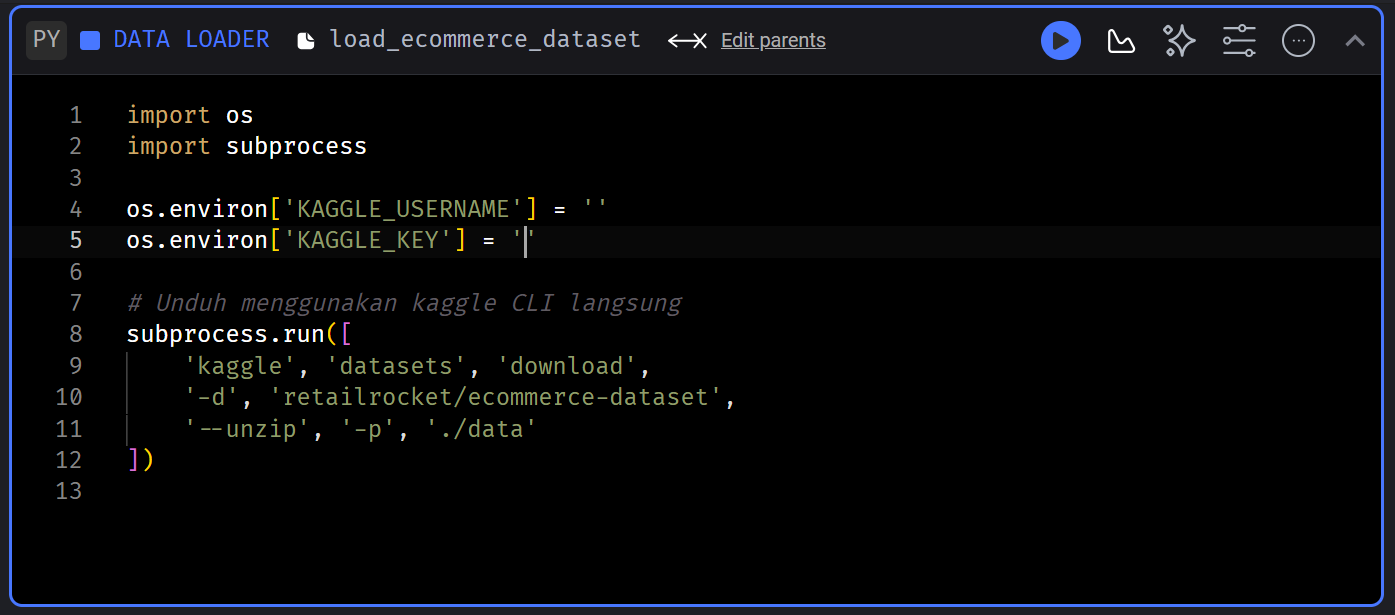 PY DATA LOADER load_ecommerce_dataset Edit parents
1 import os
2 import subprocess
3
4 os.environ['KAGGLE_USERNAME'] = ''
5 os.environ['KAGGLE_KEY'] = ''
6
7 # Unduh menggunakan kaggle CLI langsung
8 subprocess.run([
9     'kaggle', 'datasets', 'download',
10     '-d', 'retailrocket/ecommerce-dataset',
11     '--unzip', '-p', './data'
12 ])
13